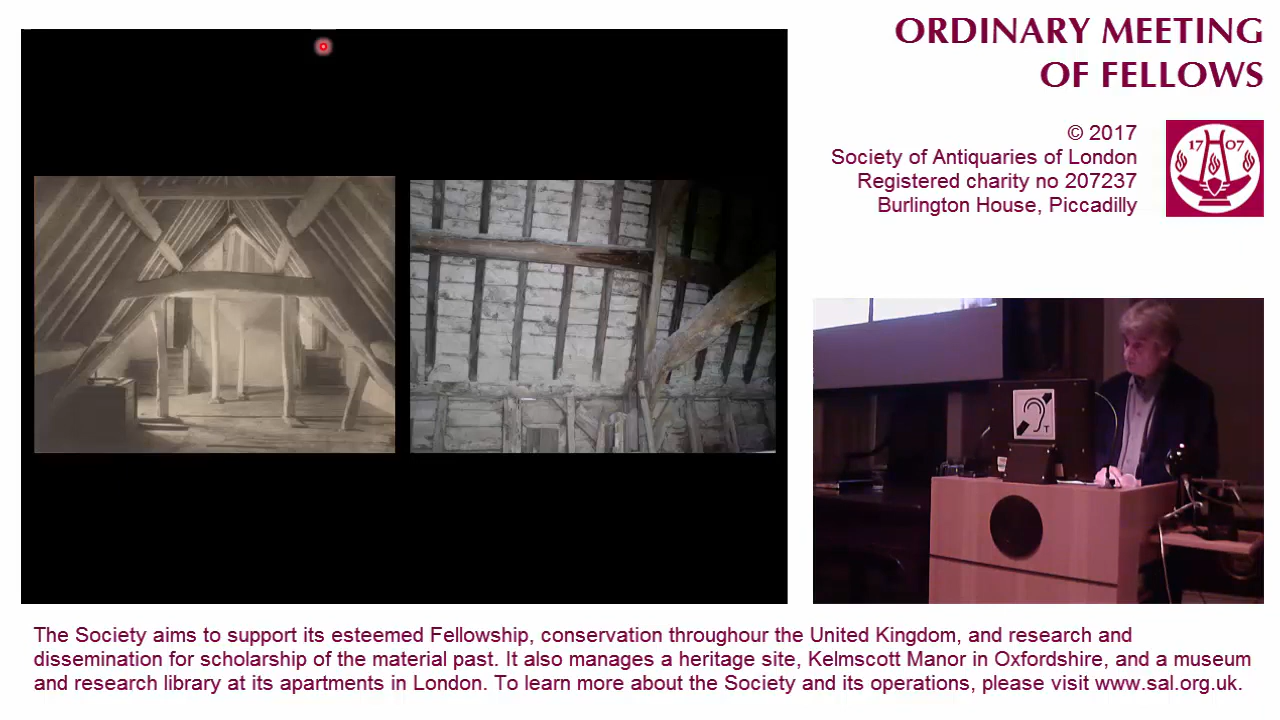 ORDINARY MEETING
OF FELLOWS
© 2017
Society of Antiquaries of London
Registered charity no 207237
Burlington House, Piccadilly
17 07
T
The Society aims to support its esteemed Fellowship, conservation throughour the United Kingdom, and research and
dissemination for scholarship of the material past. It also manages a heritage site, Kelmscott Manor in Oxfordshire, and a museum
and research library at its apartments in London. To learn more about the Society and its operations, please visit www.sal.org.uk.